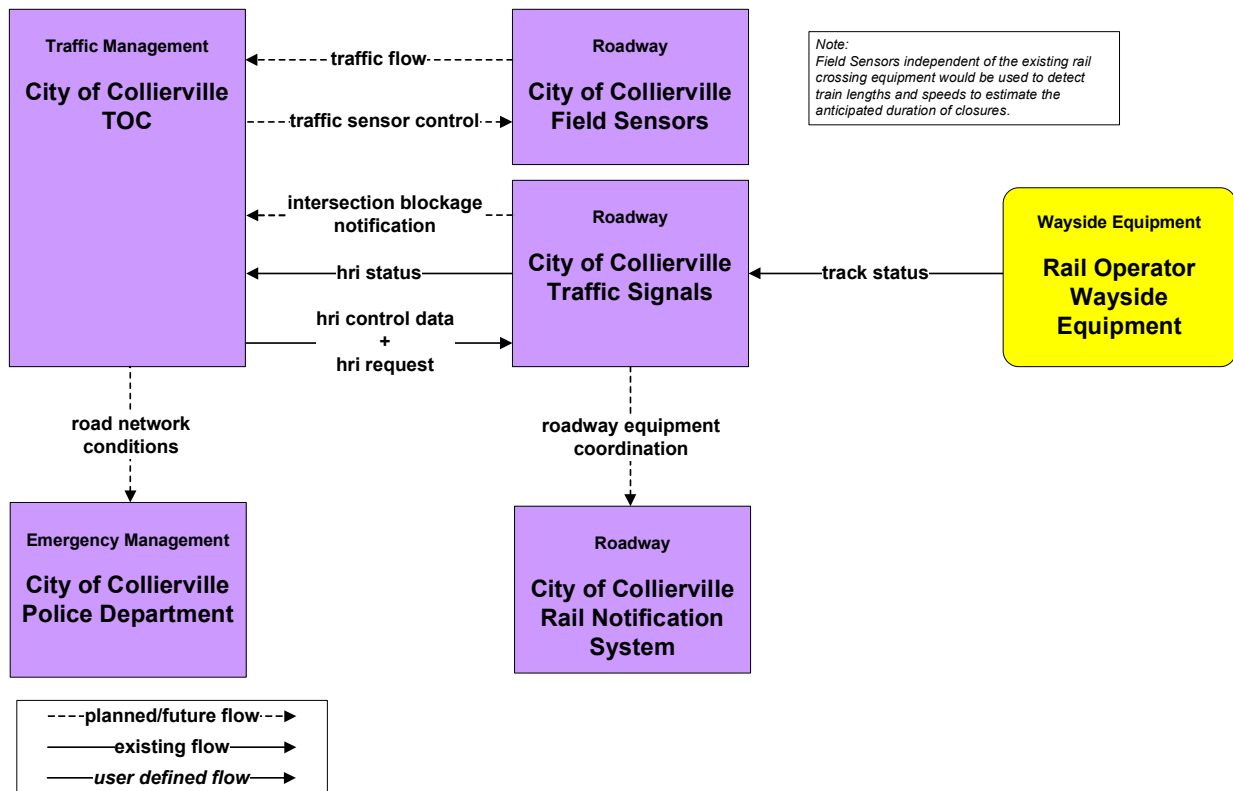 Traffic Management
City of Collierville
TOC
traffic flow
traffic sensor control
Roadway
City of Collierville
Field Sensors
Note:
Field Sensors independent of the existing rail
crossing equipment would be used to detect
train lengths and speeds to estimate the
anticipated duration of closures.
intersection blockage
notification
hri status
hri control data
+
hri request
Roadway
City of Collierville
Traffic Signals
track status
Wayside Equipment
Rail Operator
Wayside
Equipment
road network
conditions
roadway equipment
coordination
Emergency Management
City of Collierville
Police Department
Roadway
City of Collierville
Rail Notification
System
planned/future flow
existing flow
user defined flow